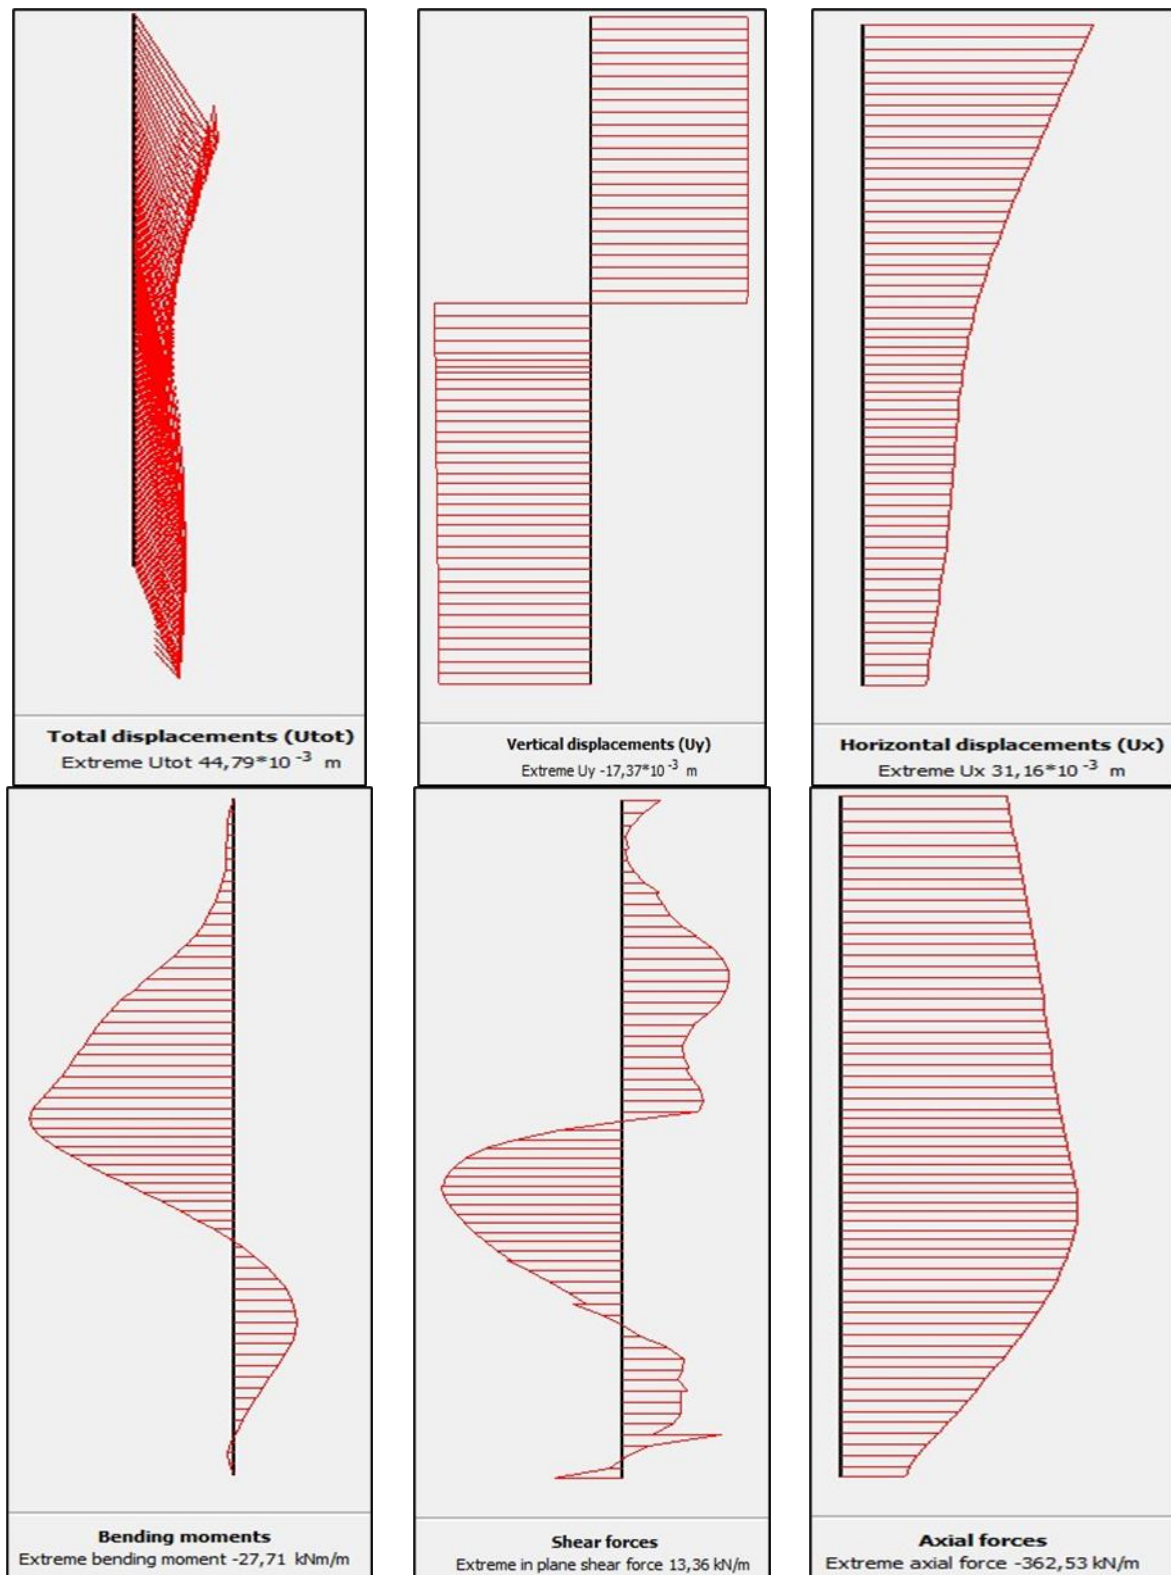 Total displacements (Utot)
Extreme Utot 44,79*10 -3 m
Vertical displacements (Uy)
Extreme Uy -17,37*10 -3 m
Horizontal displacements (Ux)
Extreme Ux 31,16*10 -3 m
Bending moments
Extreme bending moment -27,71 kNm/m
Shear forces
Extreme in plane shear force 13,36 kN/m
Axial forces
Extreme axial force -362,53 kN/m